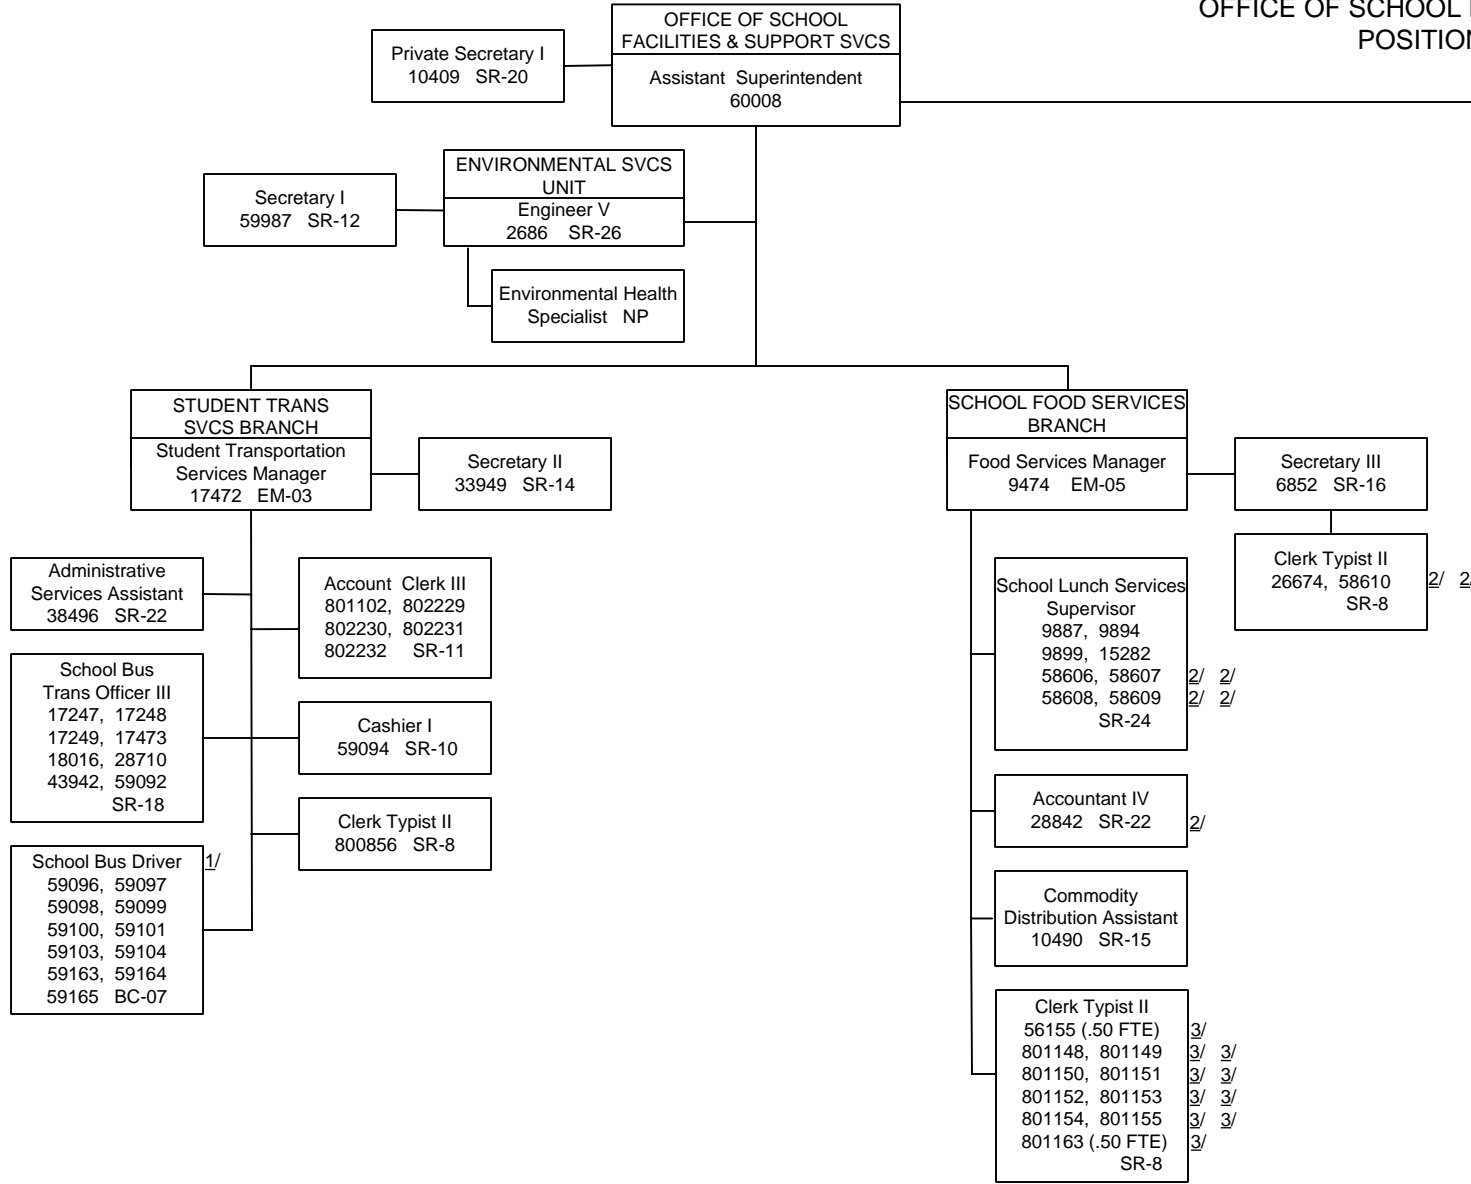 OFFICE OF SCHOOL
POSITION
OFFICE OF SCHOOL
FACILITIES & SUPPORT SVCS
Assistant Superintendent
60008
Private Secretary I
10409 SR-20
ENVIRONMENTAL SVCS
UNIT
Engineer V
2686 SR-26
Secretary I
59987 SR-12
Environmental Health
Specialist NP
STUDENT TRANS
SVCS BRANCH
Student Transportation
Services Manager
17472 EM-03
Secretary II
33949 SR-14
Administrative
Services Assistant
38496 SR-22
Account Clerk III
801102, 802229
802230, 802231
802232 SR-11
School Bus
Trans Officer III
17247, 17248
17249, 17473
18016, 28710
43942, 59092
SR-18
Cashier I
59094 SR-10
Clerk Typist II
800856 SR-8
School Bus Driver 1/
59096, 59097
59098, 59099
59100, 59101
59103, 59104
59163, 59164
59165 BC-07
SCHOOL FOOD SERVICES
BRANCH
Food Services Manager
9474 EM-05
Secretary III
6852 SR-16
Clerk Typist II
26674, 58610 2/ 2/
SR-8
School Lunch Services
Supervisor
9887, 9894
9899, 15282
58606, 58607 2/ 2/
58608, 58609 2/ 2/
SR-24
Accountant IV
28842 SR-22 2/
Commodity
Distribution Assistant
10490 SR-15
Clerk Typist II
56155 (.50 FTE) 3/
801148, 801149 3/ 3/
801150, 801151 3/ 3/
801152, 801153 3/ 3/
801154, 801155 3/ 3/
801163 (.50 FTE) 3/
SR-8